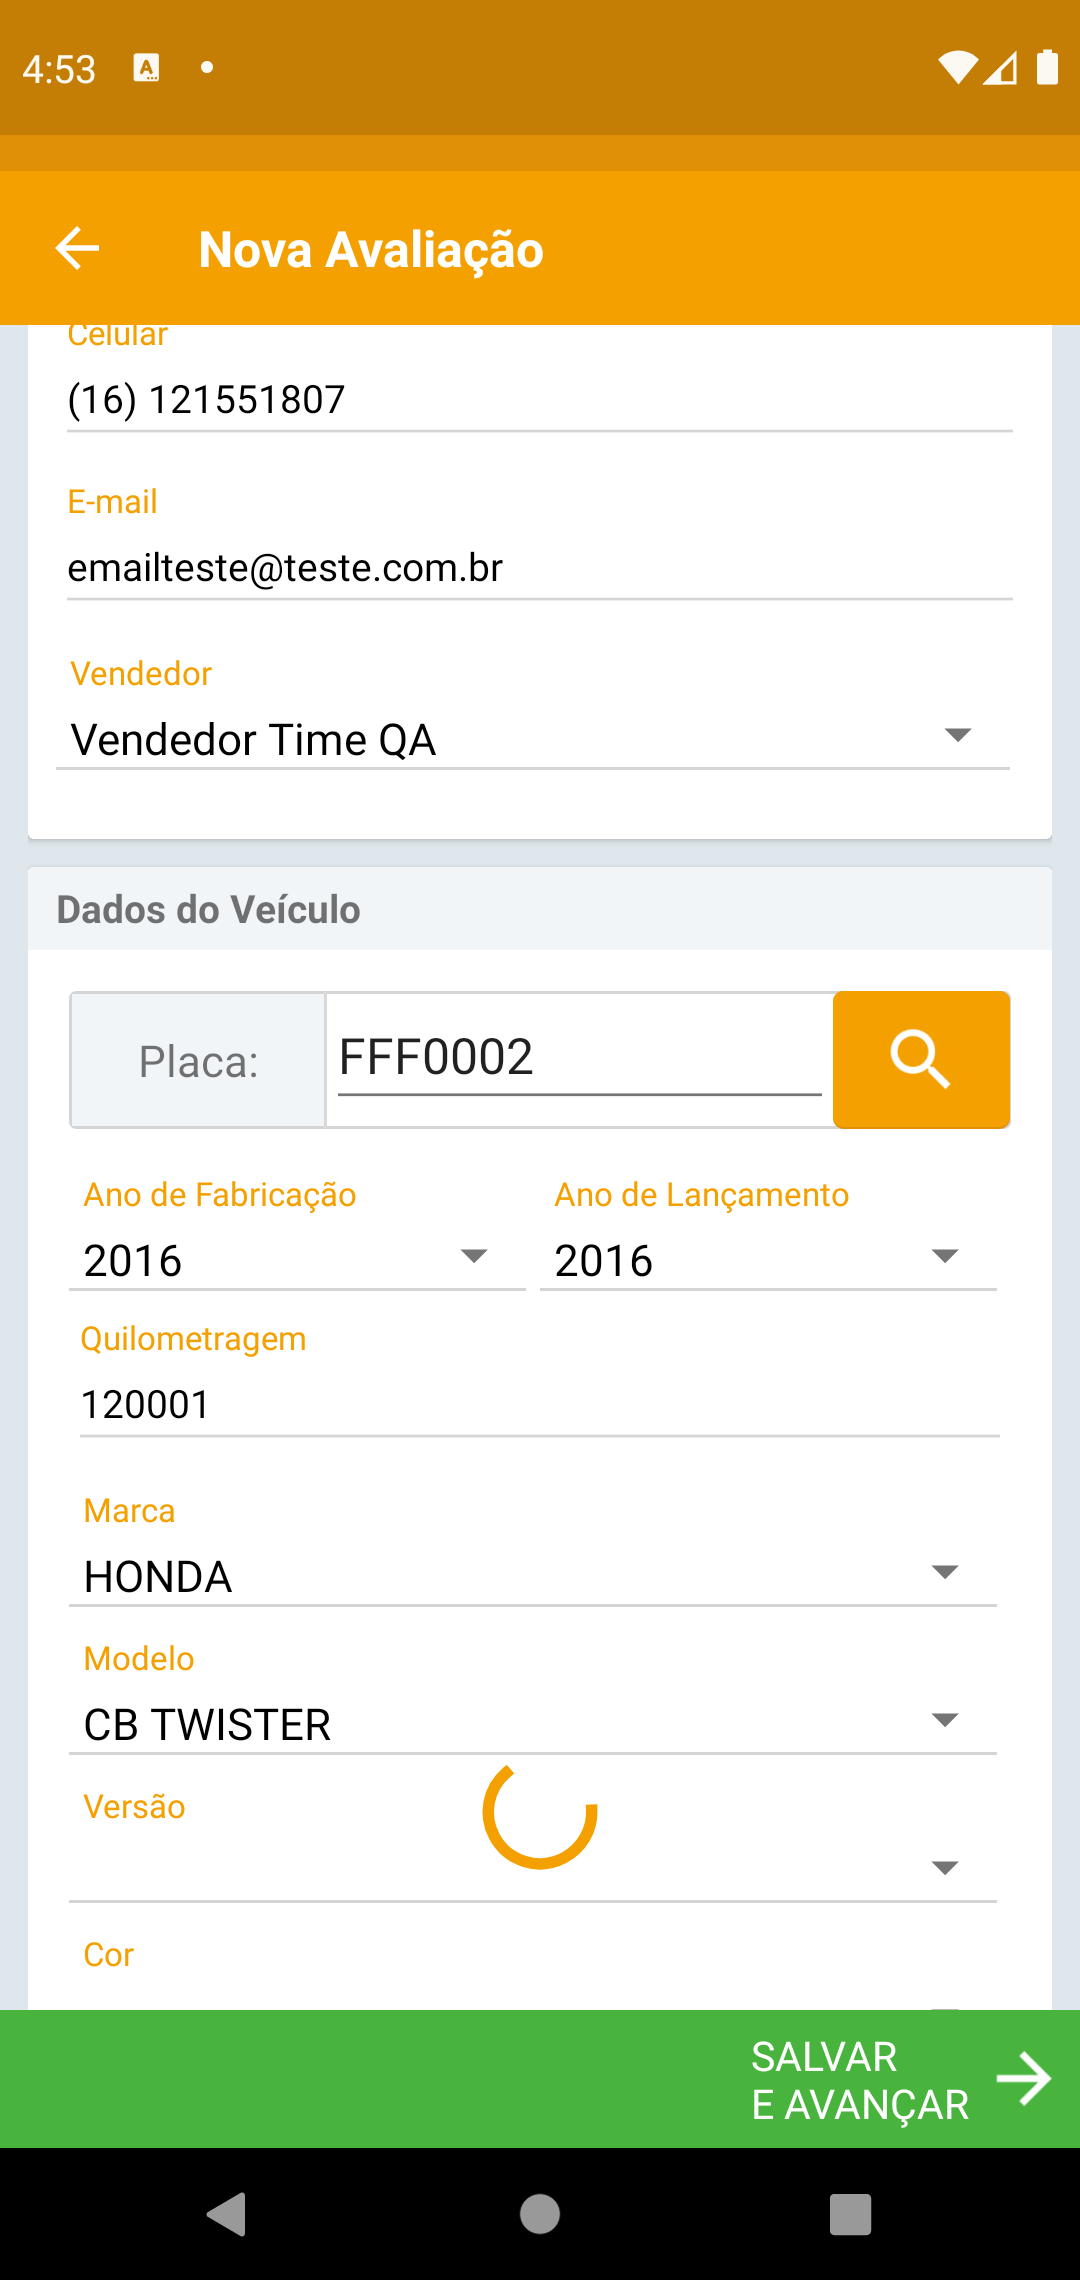 4:53
Nova Avaliação
Celular
(16) 121551807
E-mail
emailteste@teste.com.br
Vendedor
Vendedor Time QA
Dados do Veículo
Placa: FFF0002
Ano de Fabricação Ano de Lançamento
2016 2016
Quilometragem
120001
Marca
HONDA
Modelo
CB TWISTER
Versão
Cor
SALVAR
E AVANÇAR